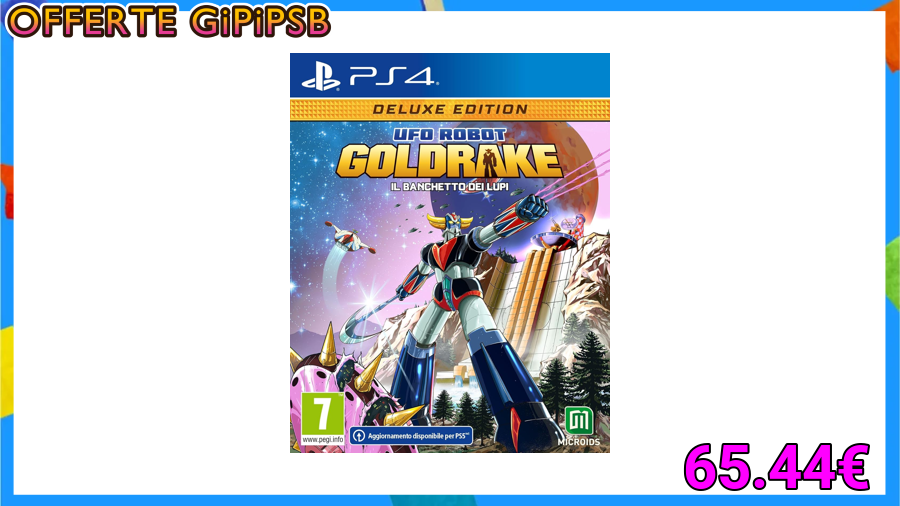 OFFERTE GiPiPSB
PS4
DELUXE EDITION
UFO ROBOT
GOLDRAKE
IL BANCHETTO DEI LUPI
7
www.pegi.info
Aggiornamento disponibile per PS5™
MICROIDS
65.44€